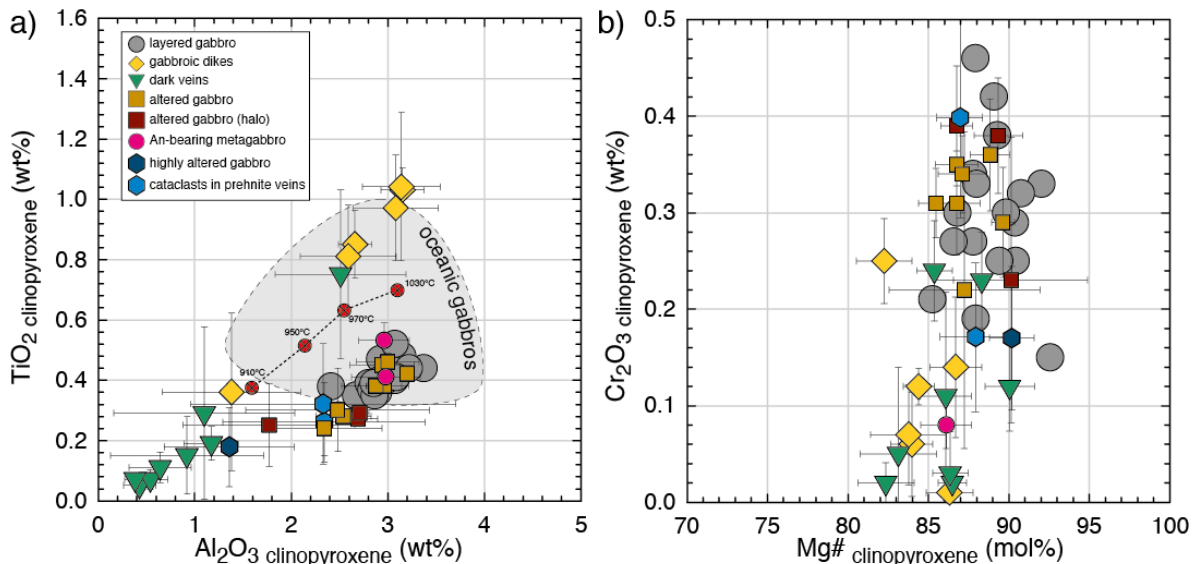 a)
1.6
1.4
1.2
1.0
0.8
0.6
0.4
0.2
0.0
TiO2 clinopyroxene (wt%)
layered gabbro
gabbroic dikes
dark veins
altered gabbro
altered gabbro (halo)
An-bearing metagabbro
highly altered gabbro
cataclasts in prehnite veins
oceanic gabbros
1030°C
970°C
950°C
910°C
0 1 2 3 4 5
Al2O3 clinopyroxene (wt%)
b)
0.5
0.4
0.3
0.2
0.1
0.0
Cr2O3 clinopyroxene (wt%)
70 75 80 85 90 95 100
Mg# clinopyroxene (mol%)